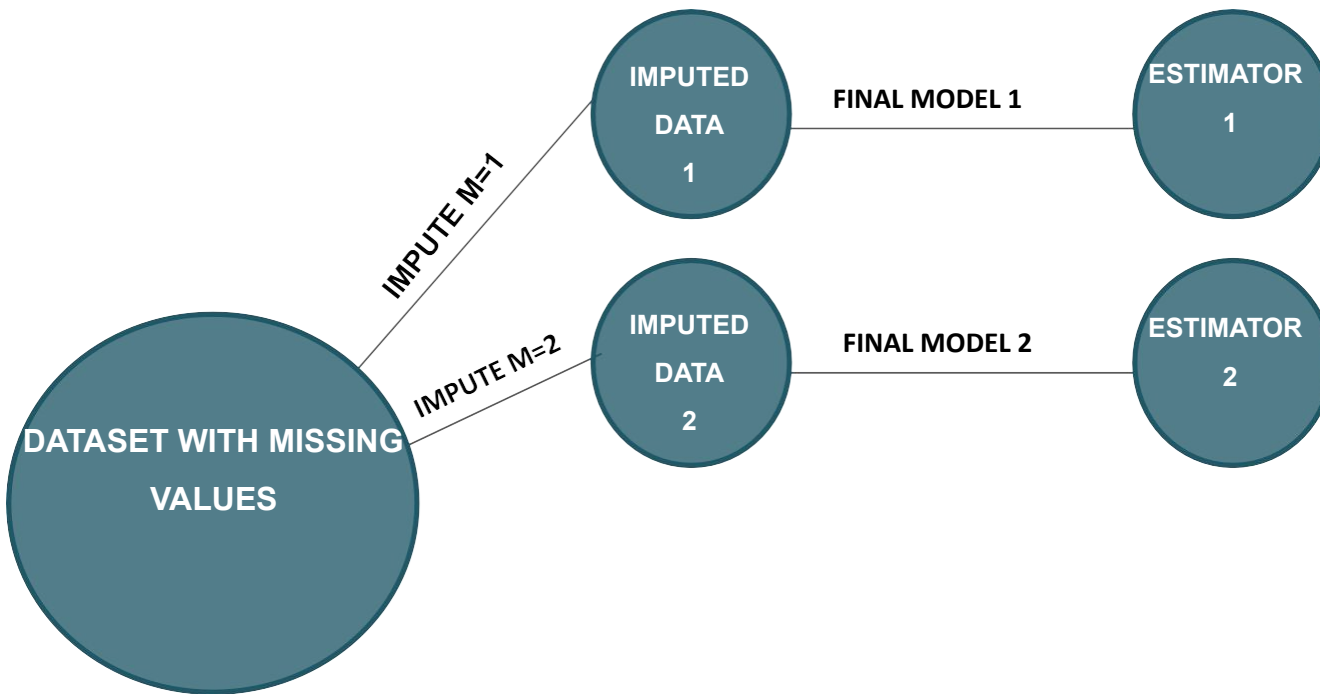 DATASET WITH MISSING
VALUES
IMPUTE M=1
IMPUTED
DATA
1
FINAL MODEL 1
ESTIMATOR
1
IMPUTE M=2
IMPUTED
DATA
2
FINAL MODEL 2
ESTIMATOR
2